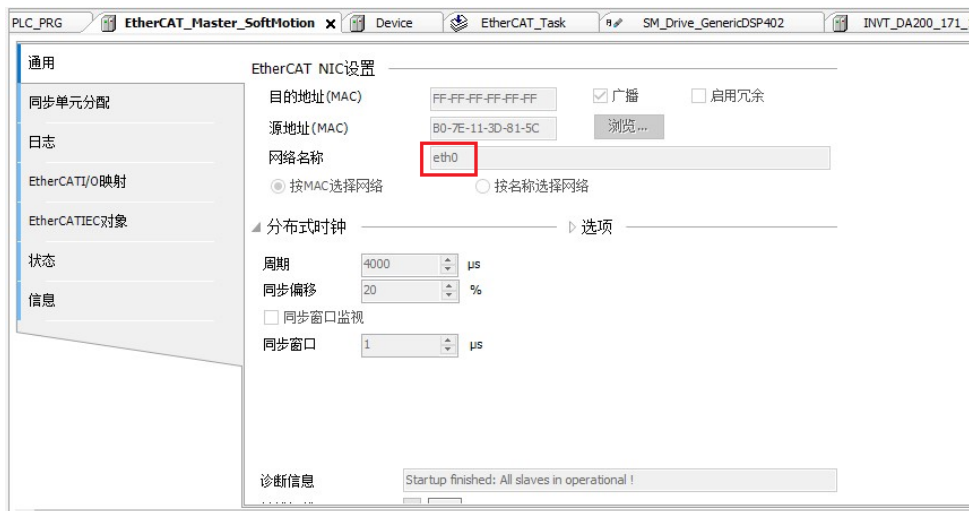 PLC_PRG EtherCAT_Master_SoftMotion x Device EtherCAT_Task SM_Drive_GenericDSP402 INVT_DA200_171_
通用
同步单元分配
日志
EtherCATI/O映射
EtherCATIEC对象
状态
信息
EtherCAT NIC设置
目的地址(MAC) FF-FF-FF-FF-FF-FF 广播 启用冗余
源地址(MAC) B0-7E-11-3D-81-5C 浏览...
网络名称 eth0
按MAC选择网络 按名称选择网络
分布式时钟 选项
周期 4000 µs
同步偏移 20 %
同步窗口监视
同步窗口 1 µs
诊断信息 Startup finished: All slaves in operational !